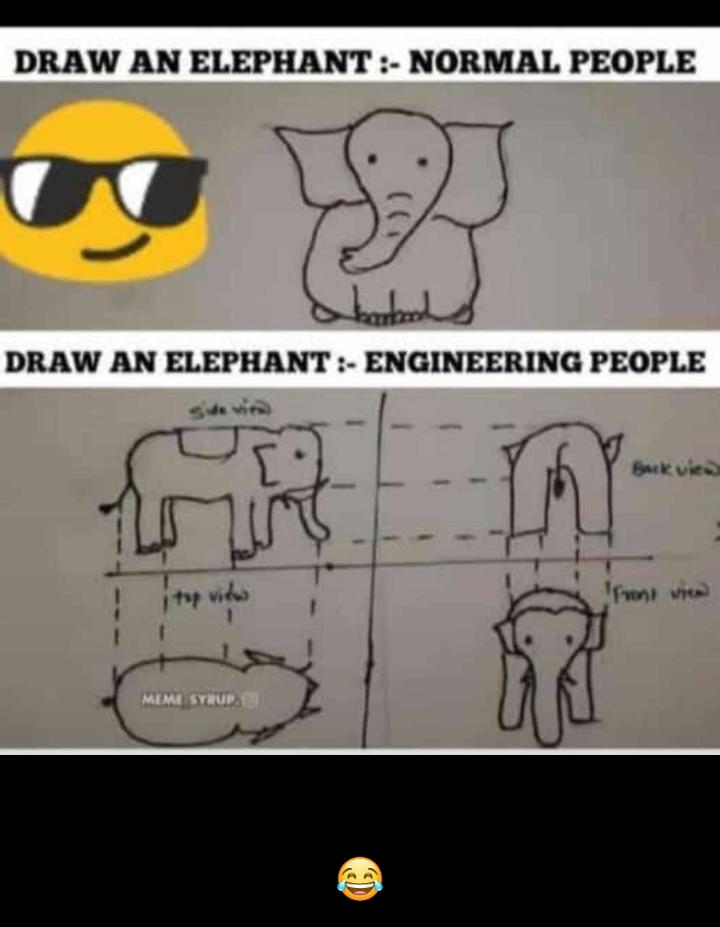 DRAW AN ELEPHANT :- NORMAL PEOPLE
DRAW AN ELEPHANT :- ENGINEERING PEOPLE
side view
Back view
top view
Front view
MEME SYRUP.